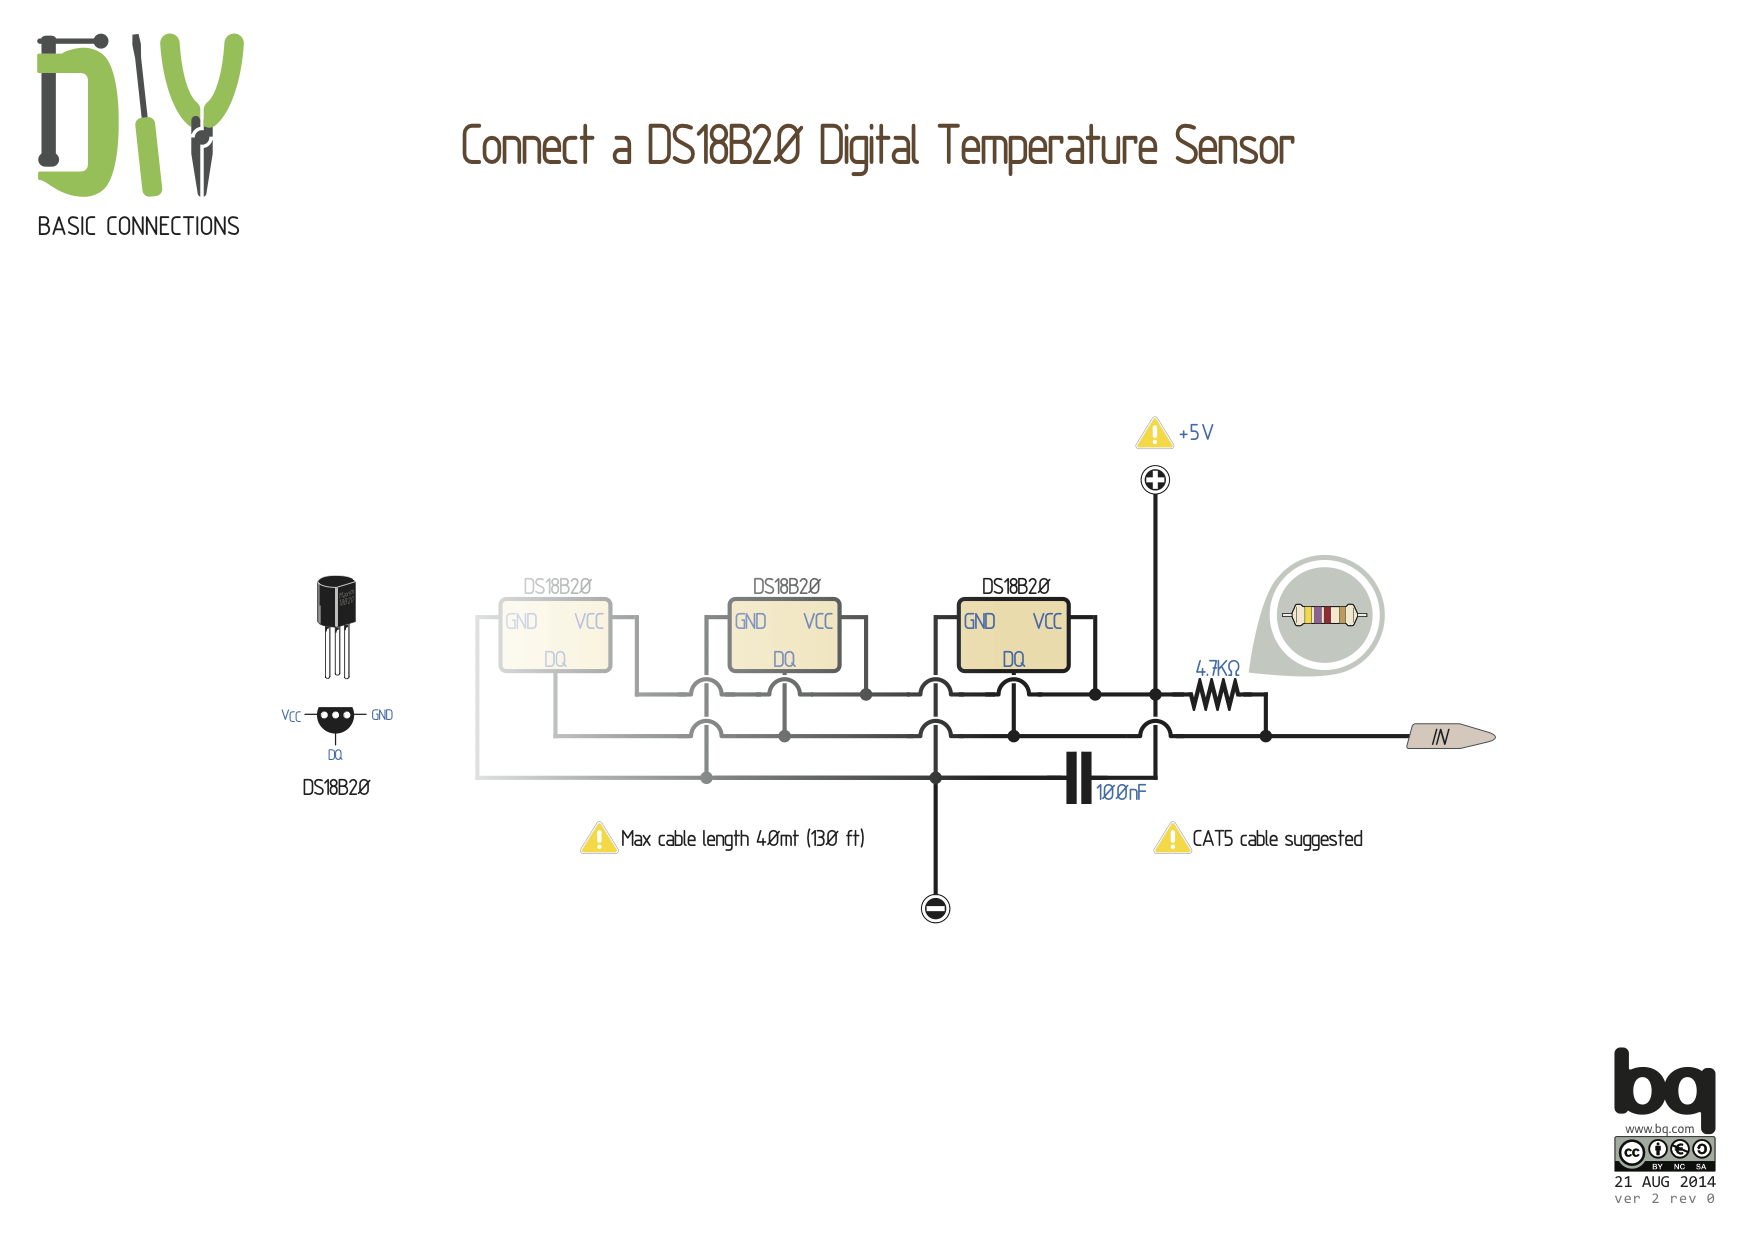 DIY
BASIC CONNECTIONS
Connect a DS18B20 Digital Temperature Sensor
+5V
DS18B20
DS18B20
DS18B20
GND VCC
DQ
GND VCC
DQ
GND VCC
DQ
4.7KΩ
IN
100nF
VCC
GND
DQ
DS18B20
Max cable length 40mt (130 ft)
CAT5 cable suggested
bq
www.bq.com
cc
BY NC SA
21 AUG 2014
ver 2 rev 0